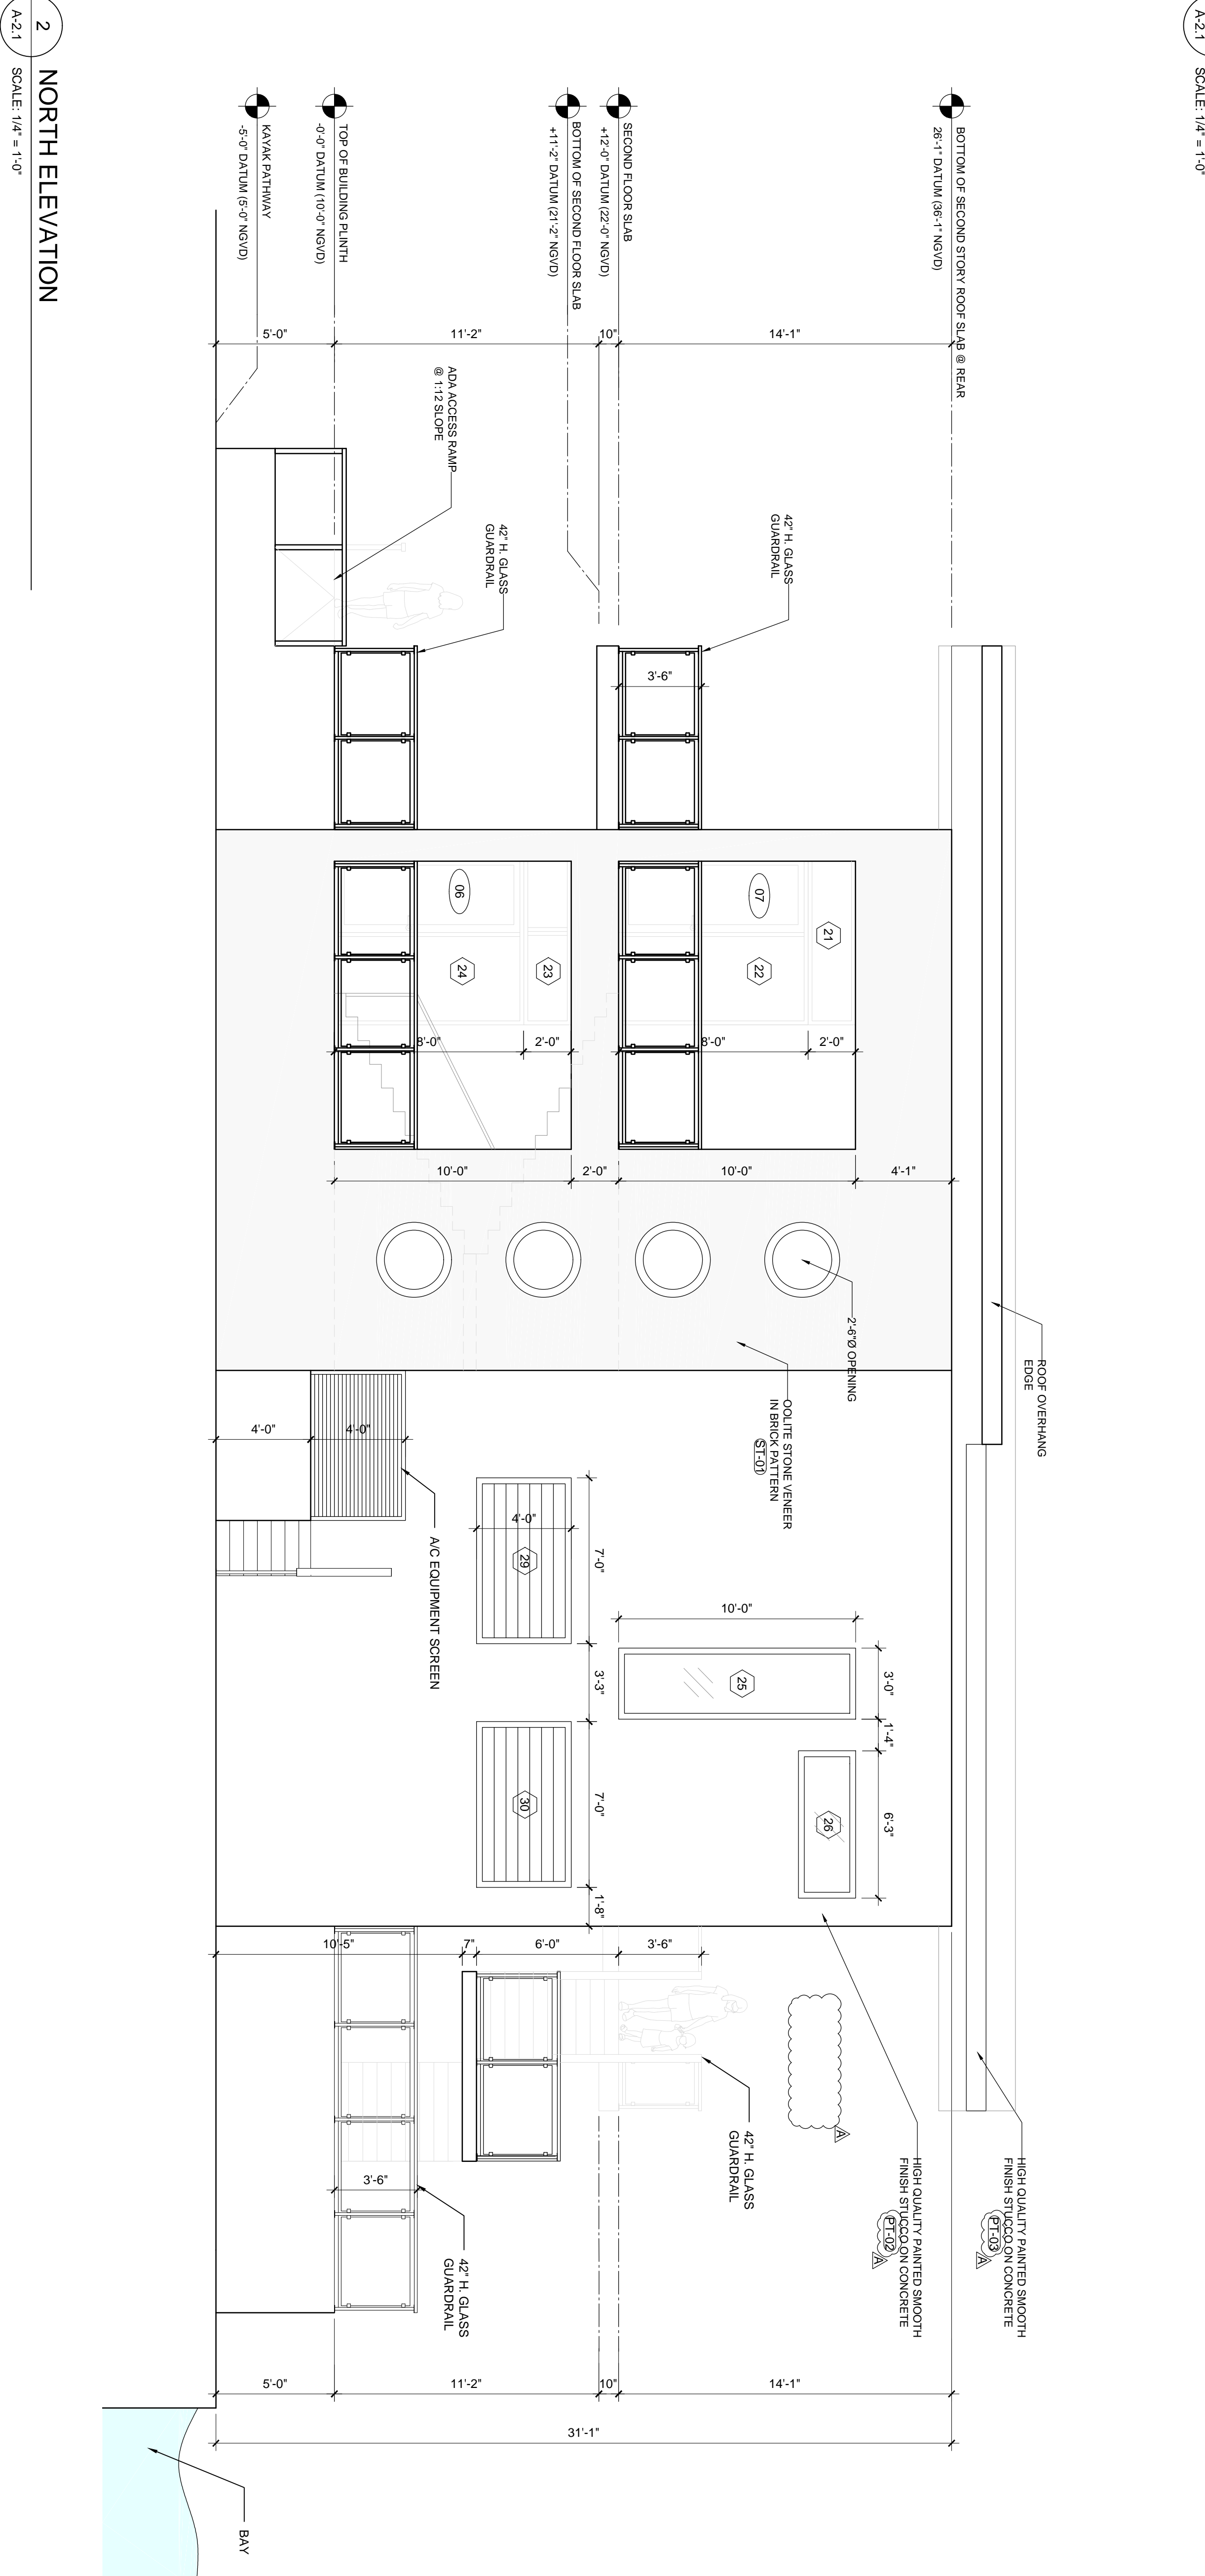 A-2.1
SCALE: 1/4" = 1'-0"
BOTTOM OF SECOND STORY ROOF SLAB @ REAR
26'-1" DATUM (36'-1" NGVD)
SECOND FLOOR SLAB
+12'-0" DATUM (22'-0" NGVD)
BOTTOM OF SECOND FLOOR SLAB
+11'-2" DATUM (21'-2" NGVD)
TOP OF BUILDING PLINTH
-0'-0" DATUM (10'-0" NGVD)
KAYAK PATHWAY
-5'-0" DATUM (5'-0" NGVD)
14'-1"
10"
11'-2"
5'-0"
ADA ACCESS RAMP
@ 1:12 SLOPE
42" H. GLASS
GUARDRAIL
42" H. GLASS
GUARDRAIL
3'-6"
07
21
22
06
23
24
2'-0"
8'-0"
2'-0"
8'-0"
4'-1"
10'-0"
2'-0"
10'-0"
2'-6"Ø OPENING
ROOF OVERHANG
EDGE
OOLITE STONE VENEER
IN BRICK PATTERN
ST-01
4'-0"
4'-0"
A/C EQUIPMENT SCREEN
4'-0"
29
7'-0"
3'-3"
10'-0"
25
3'-0"
1'-4"
26
6'-3"
30
7'-0"
1'-8"
10'-5"
7"
6'-0"
3'-6"
A
42" H. GLASS
GUARDRAIL
3'-6"
42" H. GLASS
GUARDRAIL
HIGH QUALITY PAINTED SMOOTH
FINISH STUCCO ON CONCRETE
PT-03
A
HIGH QUALITY PAINTED SMOOTH
FINISH STUCCO ON CONCRETE
PT-02
A
14'-1"
10"
11'-2"
5'-0"
31'-1"
BAY
2
A-2.1
NORTH ELEVATION
SCALE: 1/4" = 1'-0"